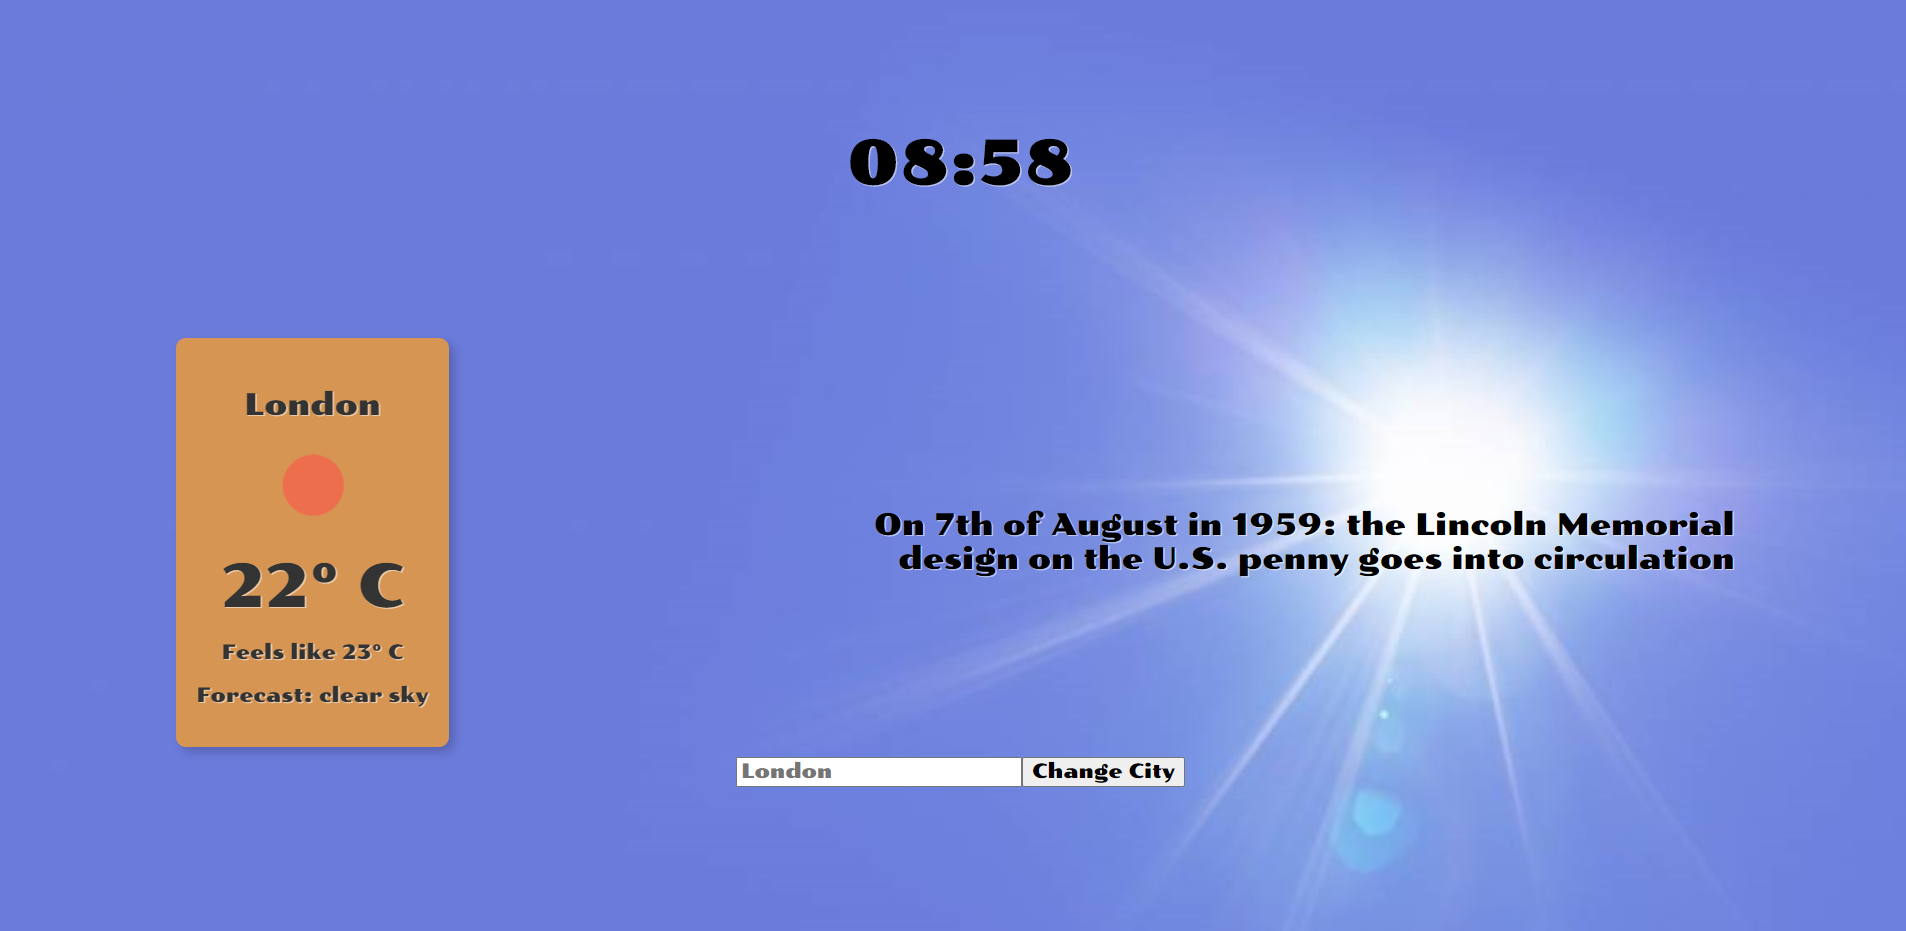 08:58
London
22° C
Feels like 23° C
Forecast: clear sky
On 7th of August in 1959: the Lincoln Memorial
design on the U.S. penny goes into circulation
London
Change City